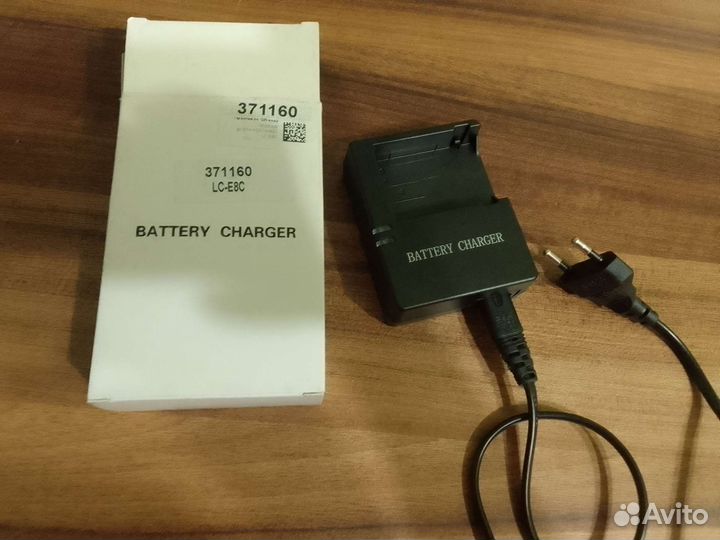 371160
371160
LC-E8C
BATTERY CHARGER
BATTERY CHARGER
Avito